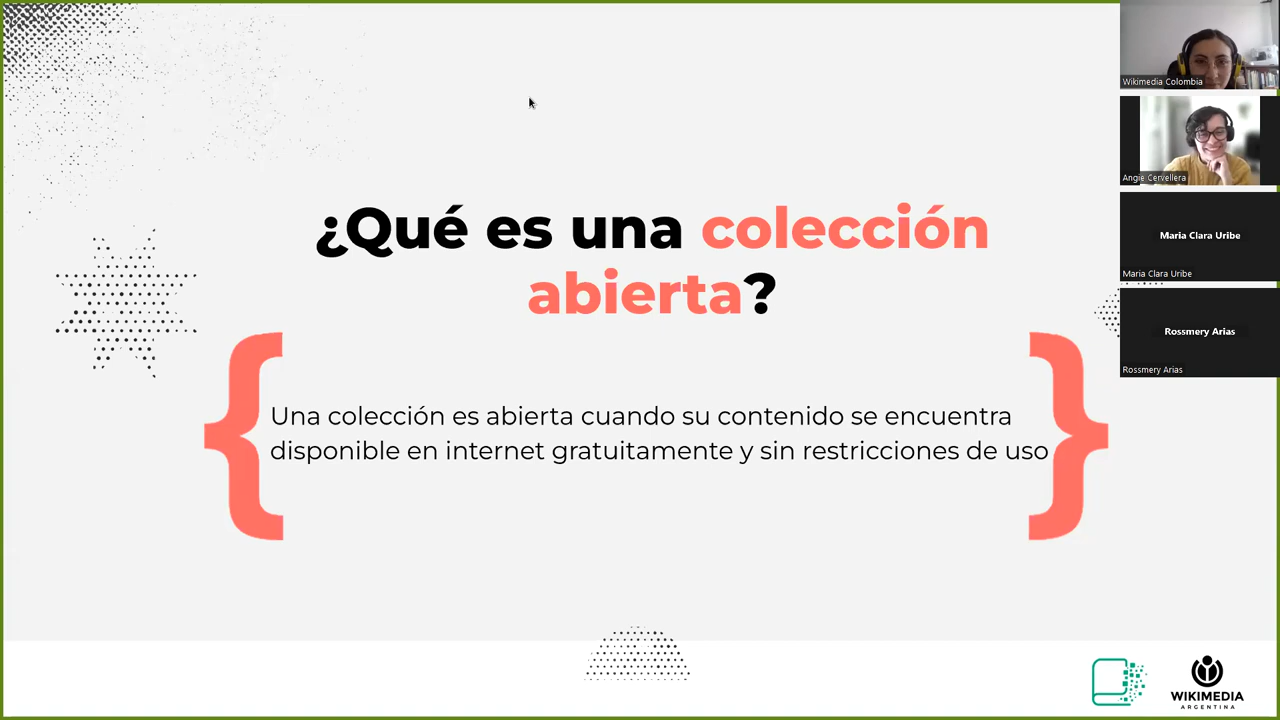 ¿Qué es una colección
abierta?
Una colección es abierta cuando su contenido se encuentra
disponible en internet gratuitamente y sin restricciones de uso
Wikimedia Colombia
Angie Cervellera
Maria Clara Uribe
Maria Clara Uribe
Rossmery Arias
Rossmery Arias
WIKIMEDIA
ARGENTINA